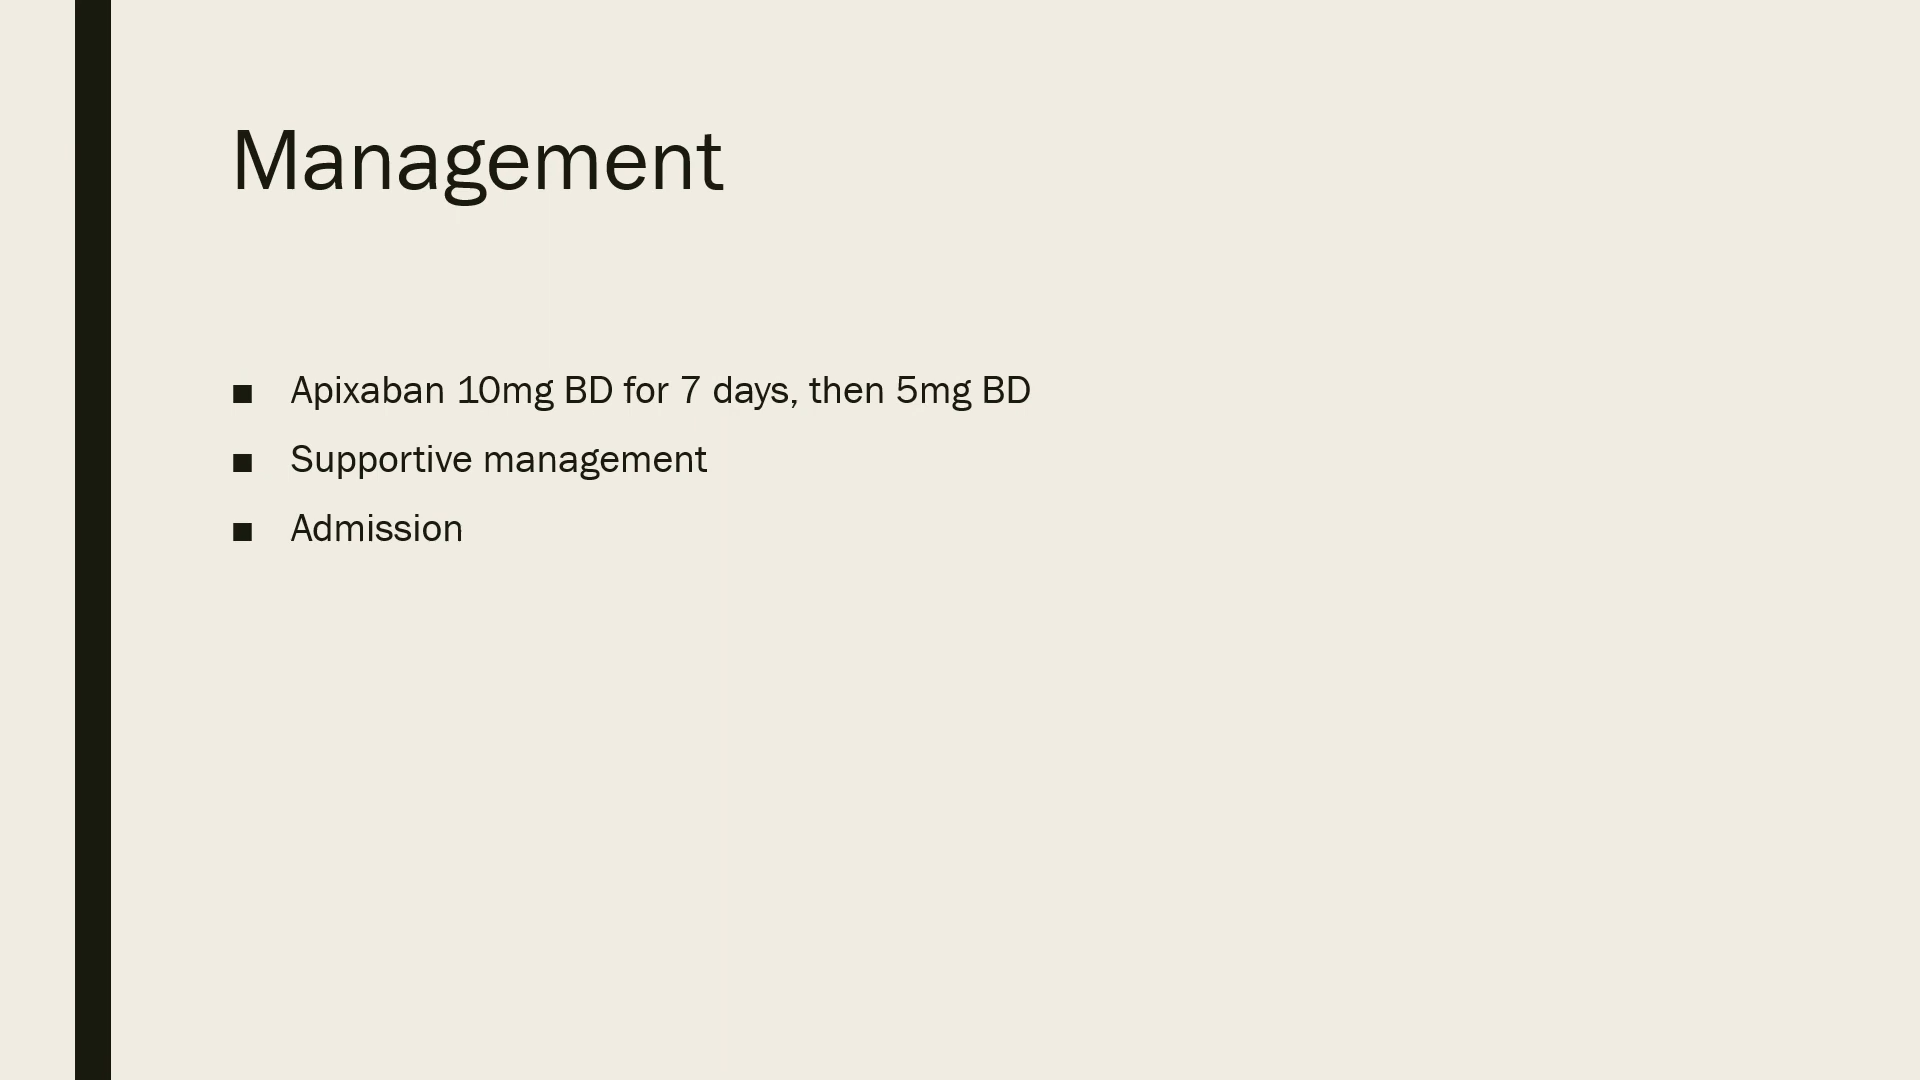 Management
■ Apixaban 10mg BD for 7 days, then 5mg BD
■ Supportive management
■ Admission